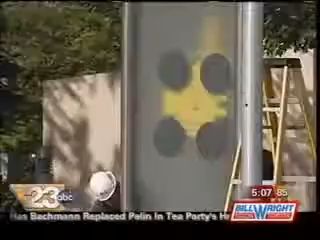 23 abc
5:07 85
BILL WRIGHT
Has Bachmann Replaced Palin In Tea Party's H